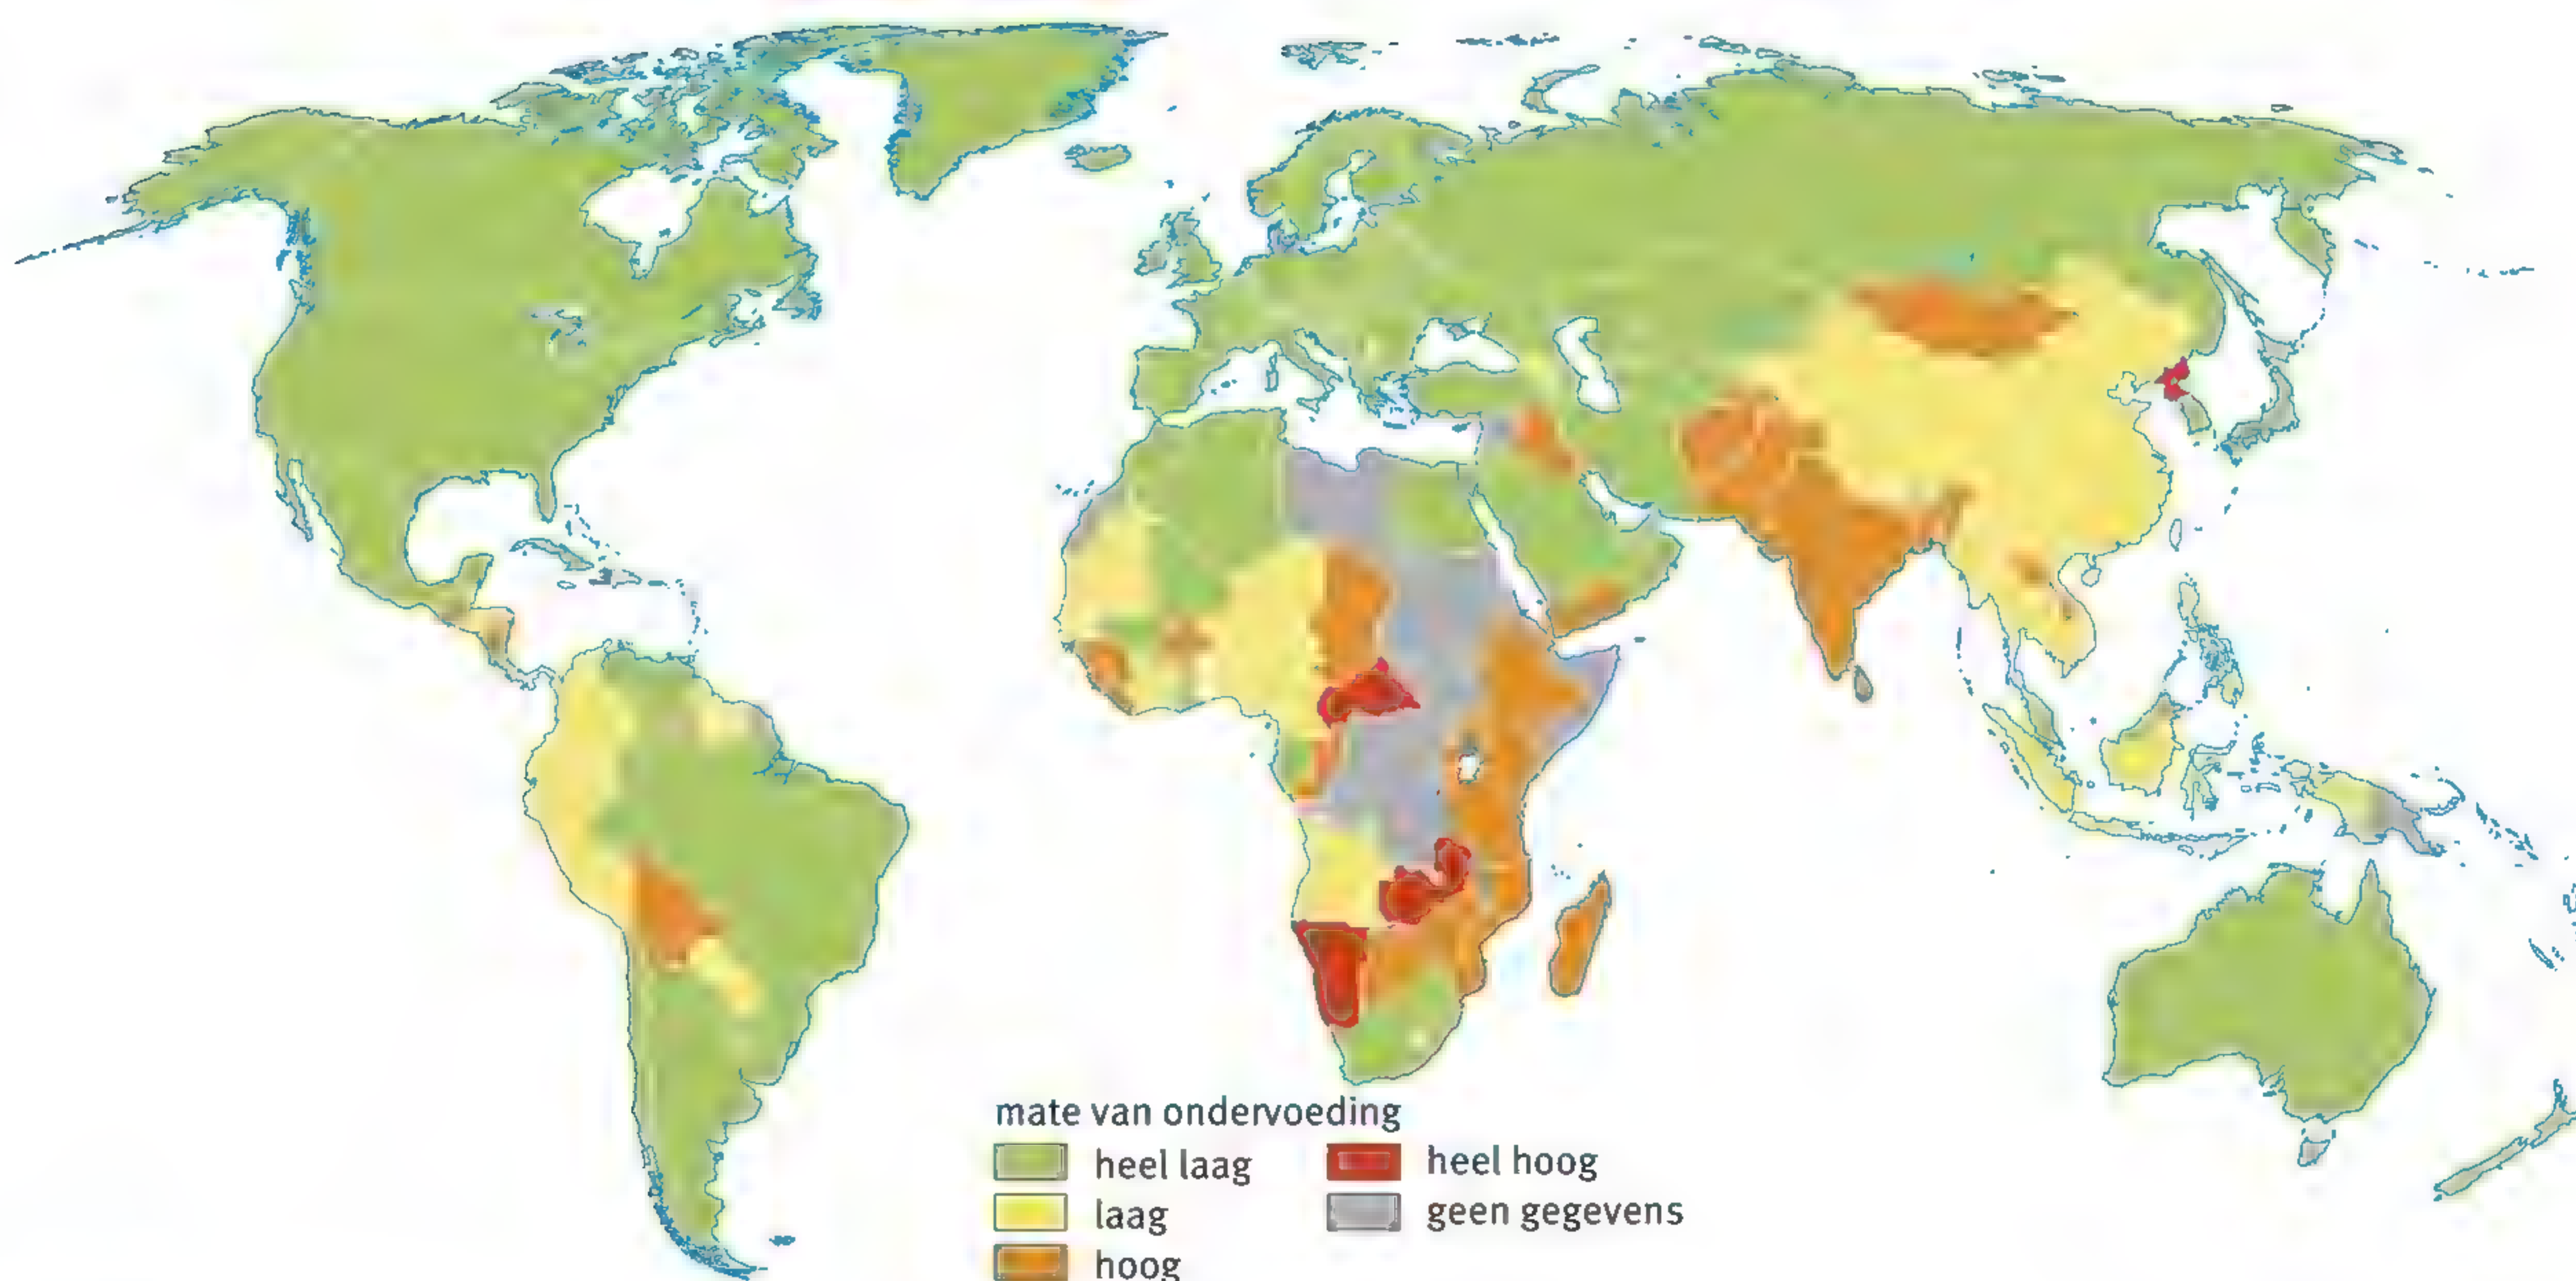 mate van ondervoeding
heel laag
laag
hoog
heel hoog
geen gegevens